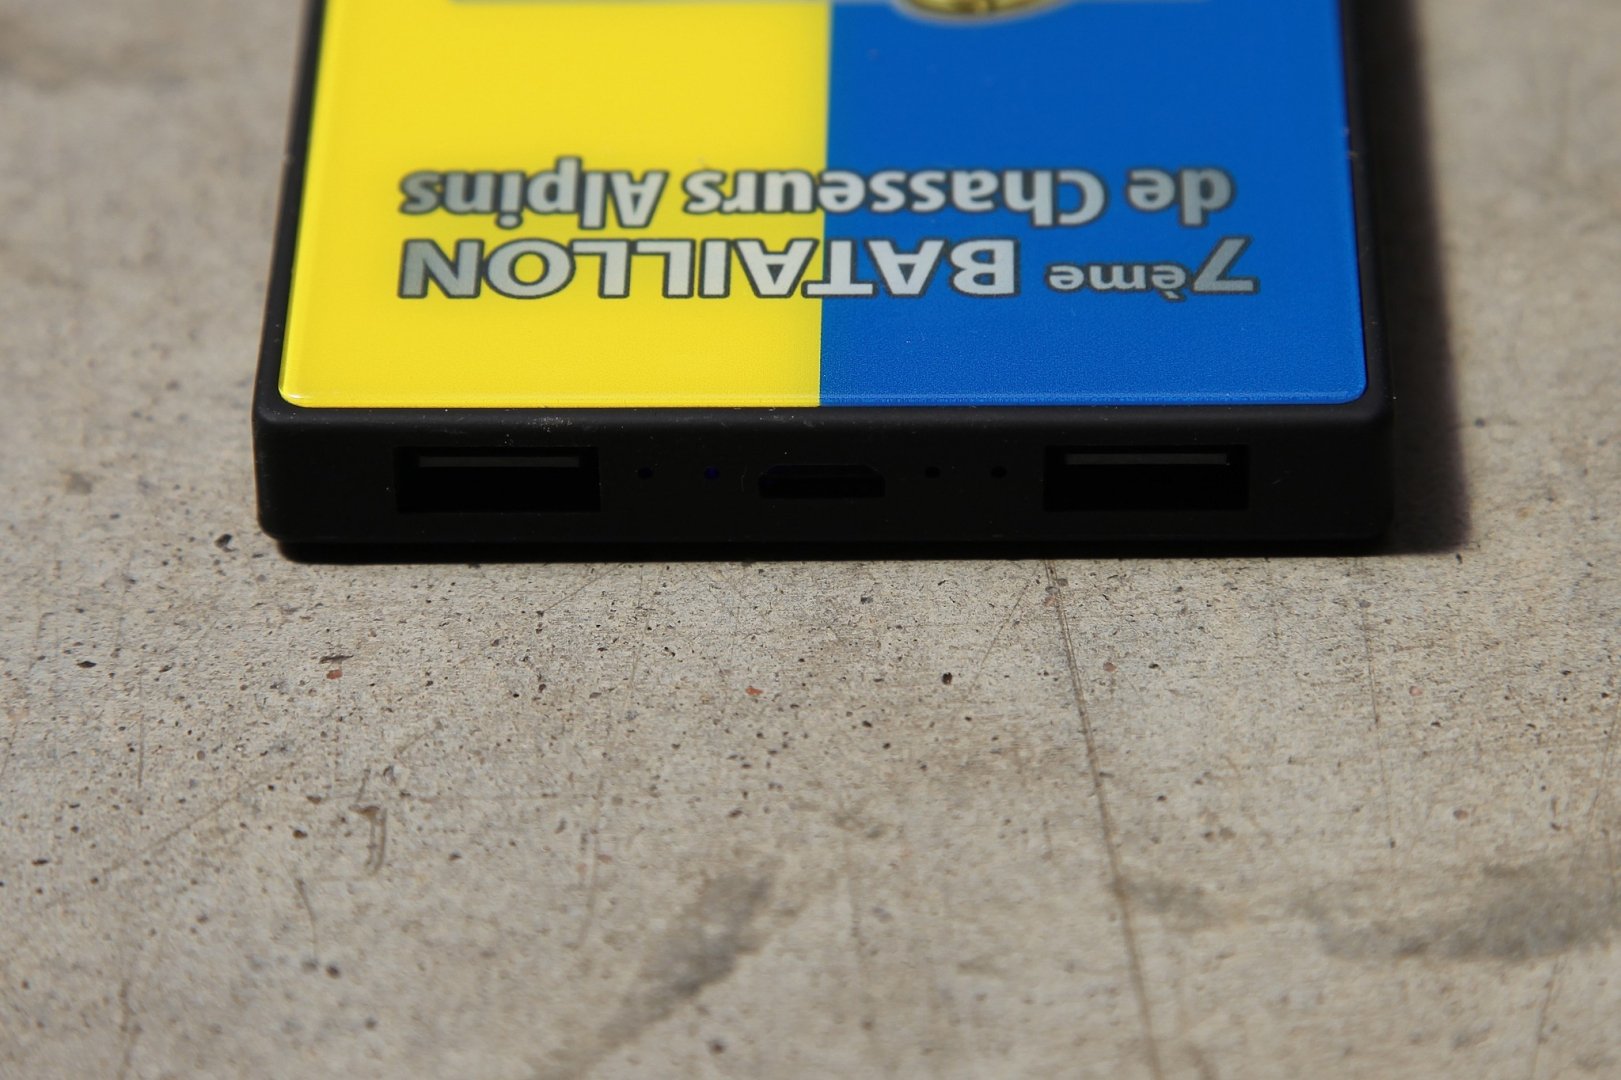 7ème BATAILLON
de Chasseurs Alpins